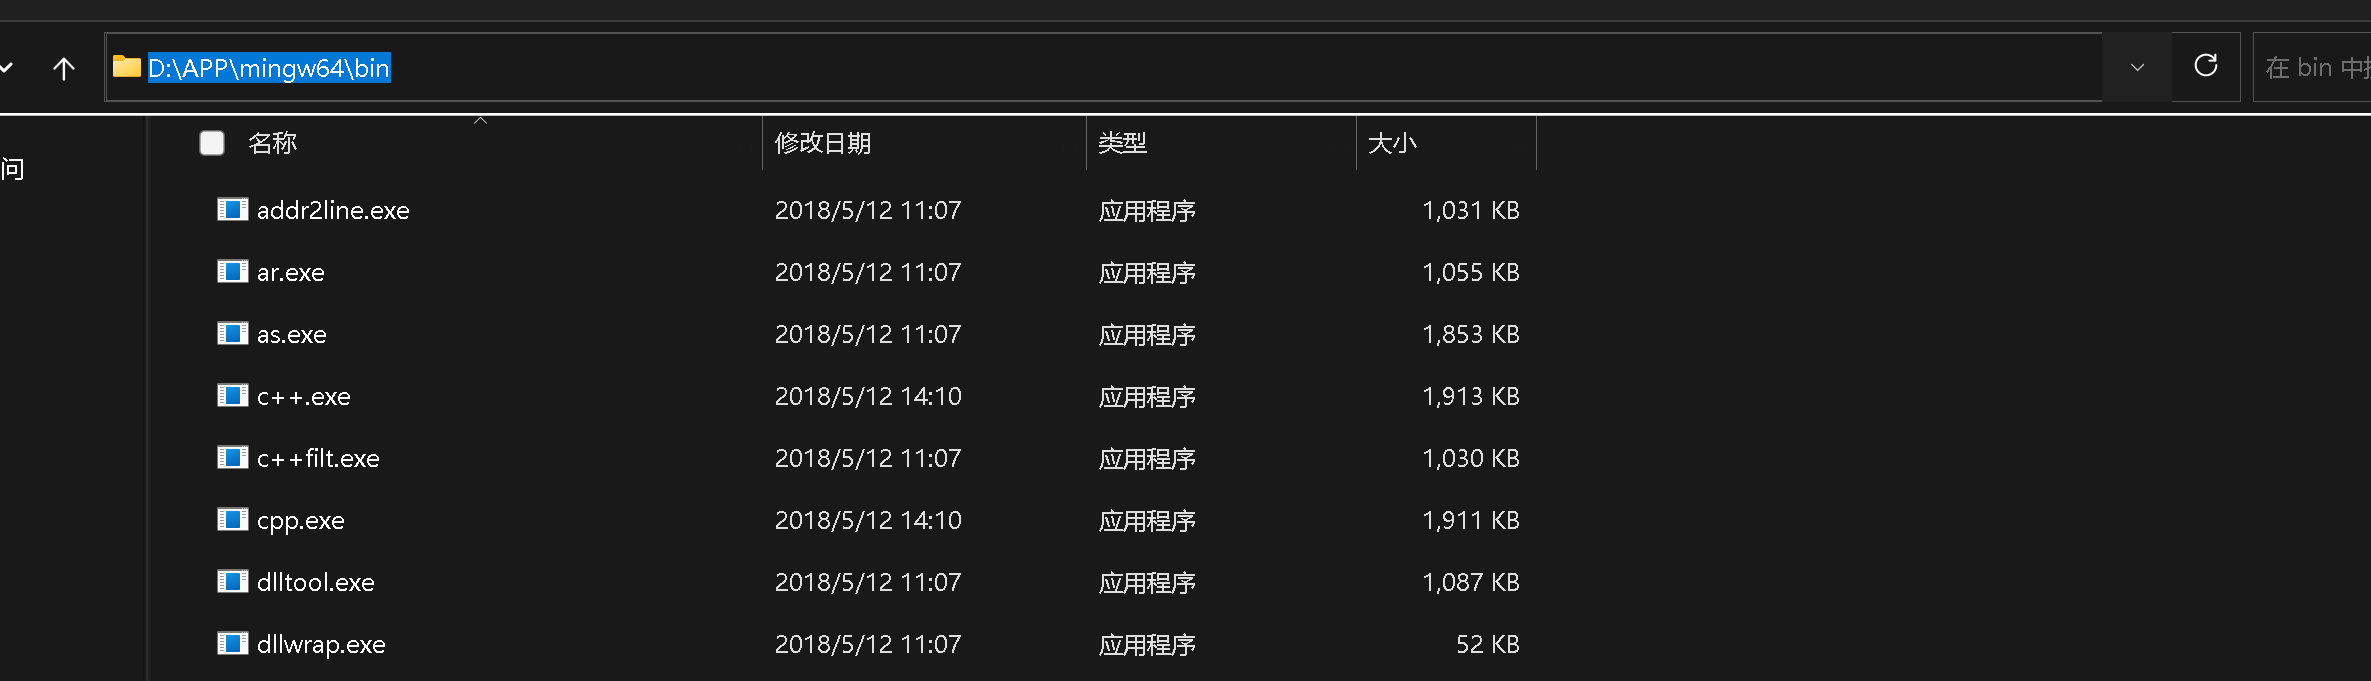 D:\APP\mingw64\bin
在 bin 中
问
名称 修改日期 类型 大小
addr2line.exe 2018/5/12 11:07 应用程序 1,031 KB
ar.exe 2018/5/12 11:07 应用程序 1,055 KB
as.exe 2018/5/12 11:07 应用程序 1,853 KB
c++.exe 2018/5/12 14:10 应用程序 1,913 KB
c++filt.exe 2018/5/12 11:07 应用程序 1,030 KB
cpp.exe 2018/5/12 14:10 应用程序 1,911 KB
dlltool.exe 2018/5/12 11:07 应用程序 1,087 KB
dllwrap.exe 2018/5/12 11:07 应用程序 52 KB